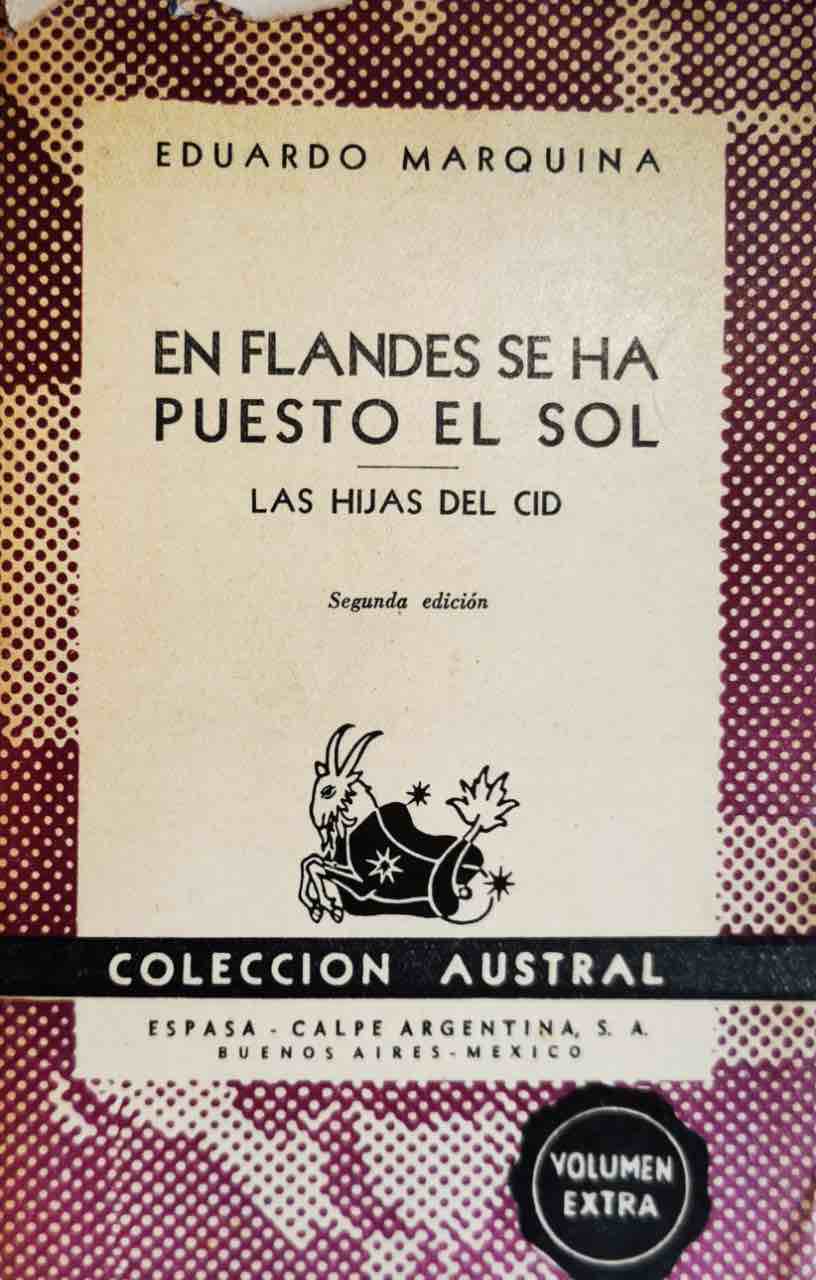 EDUARDO MARQUINA
EN FLANDES SE HA
PUESTO EL SOL
LAS HIJAS DEL CID
Segunda edición
COLECCION AUSTRAL
ESPASA - CALPE ARGENTINA, S. A.
BUENOS AIRES - MEXICO
VOLUMEN
EXTRA